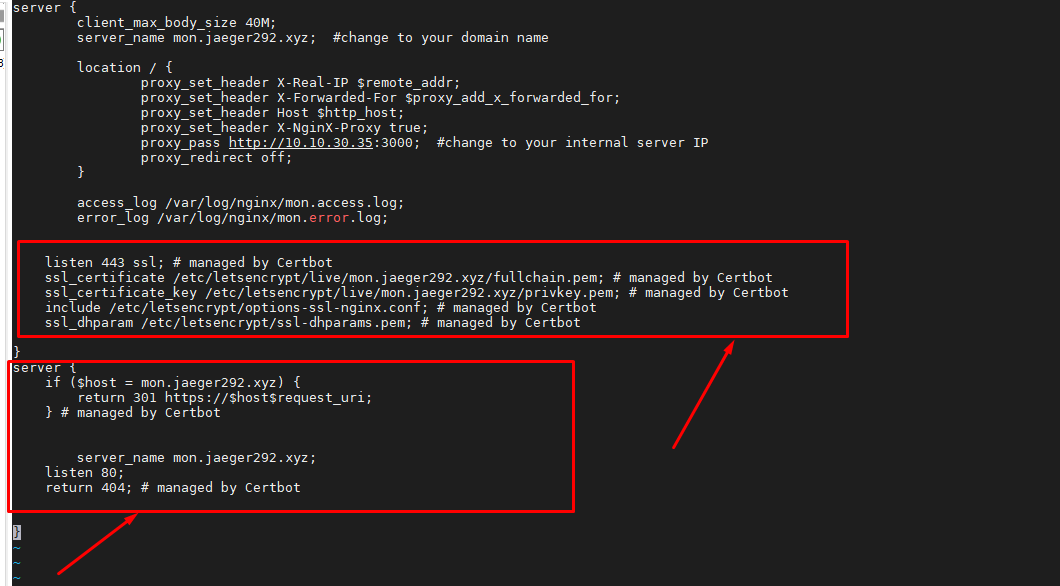 server {
        client_max_body_size 40M;
        server_name mon.jaeger292.xyz;  #change to your domain name
        location / {
                proxy_set_header X-Real-IP $remote_addr;
                proxy_set_header X-Forwarded-For $proxy_add_x_forwarded_for;
                proxy_set_header Host $http_host;
                proxy_set_header X-NginX-Proxy true;
                proxy_pass http://10.10.30.35:3000;  #change to your internal server IP
                proxy_redirect off;
        }
        access_log /var/log/nginx/mon.access.log;
        error_log /var/log/nginx/mon.error.log;
    listen 443 ssl; # managed by Certbot
    ssl_certificate /etc/letsencrypt/live/mon.jaeger292.xyz/fullchain.pem; # managed by Certbot
    ssl_certificate_key /etc/letsencrypt/live/mon.jaeger292.xyz/privkey.pem; # managed by Certbot
    include /etc/letsencrypt/options-ssl-nginx.conf; # managed by Certbot
    ssl_dhparam /etc/letsencrypt/ssl-dhparams.pem; # managed by Certbot
}
server {
    if ($host = mon.jaeger292.xyz) {
        return 301 https://$host$request_uri;
    } # managed by Certbot
        server_name mon.jaeger292.xyz;
    listen 80;
    return 404; # managed by Certbot
}
~
~
~